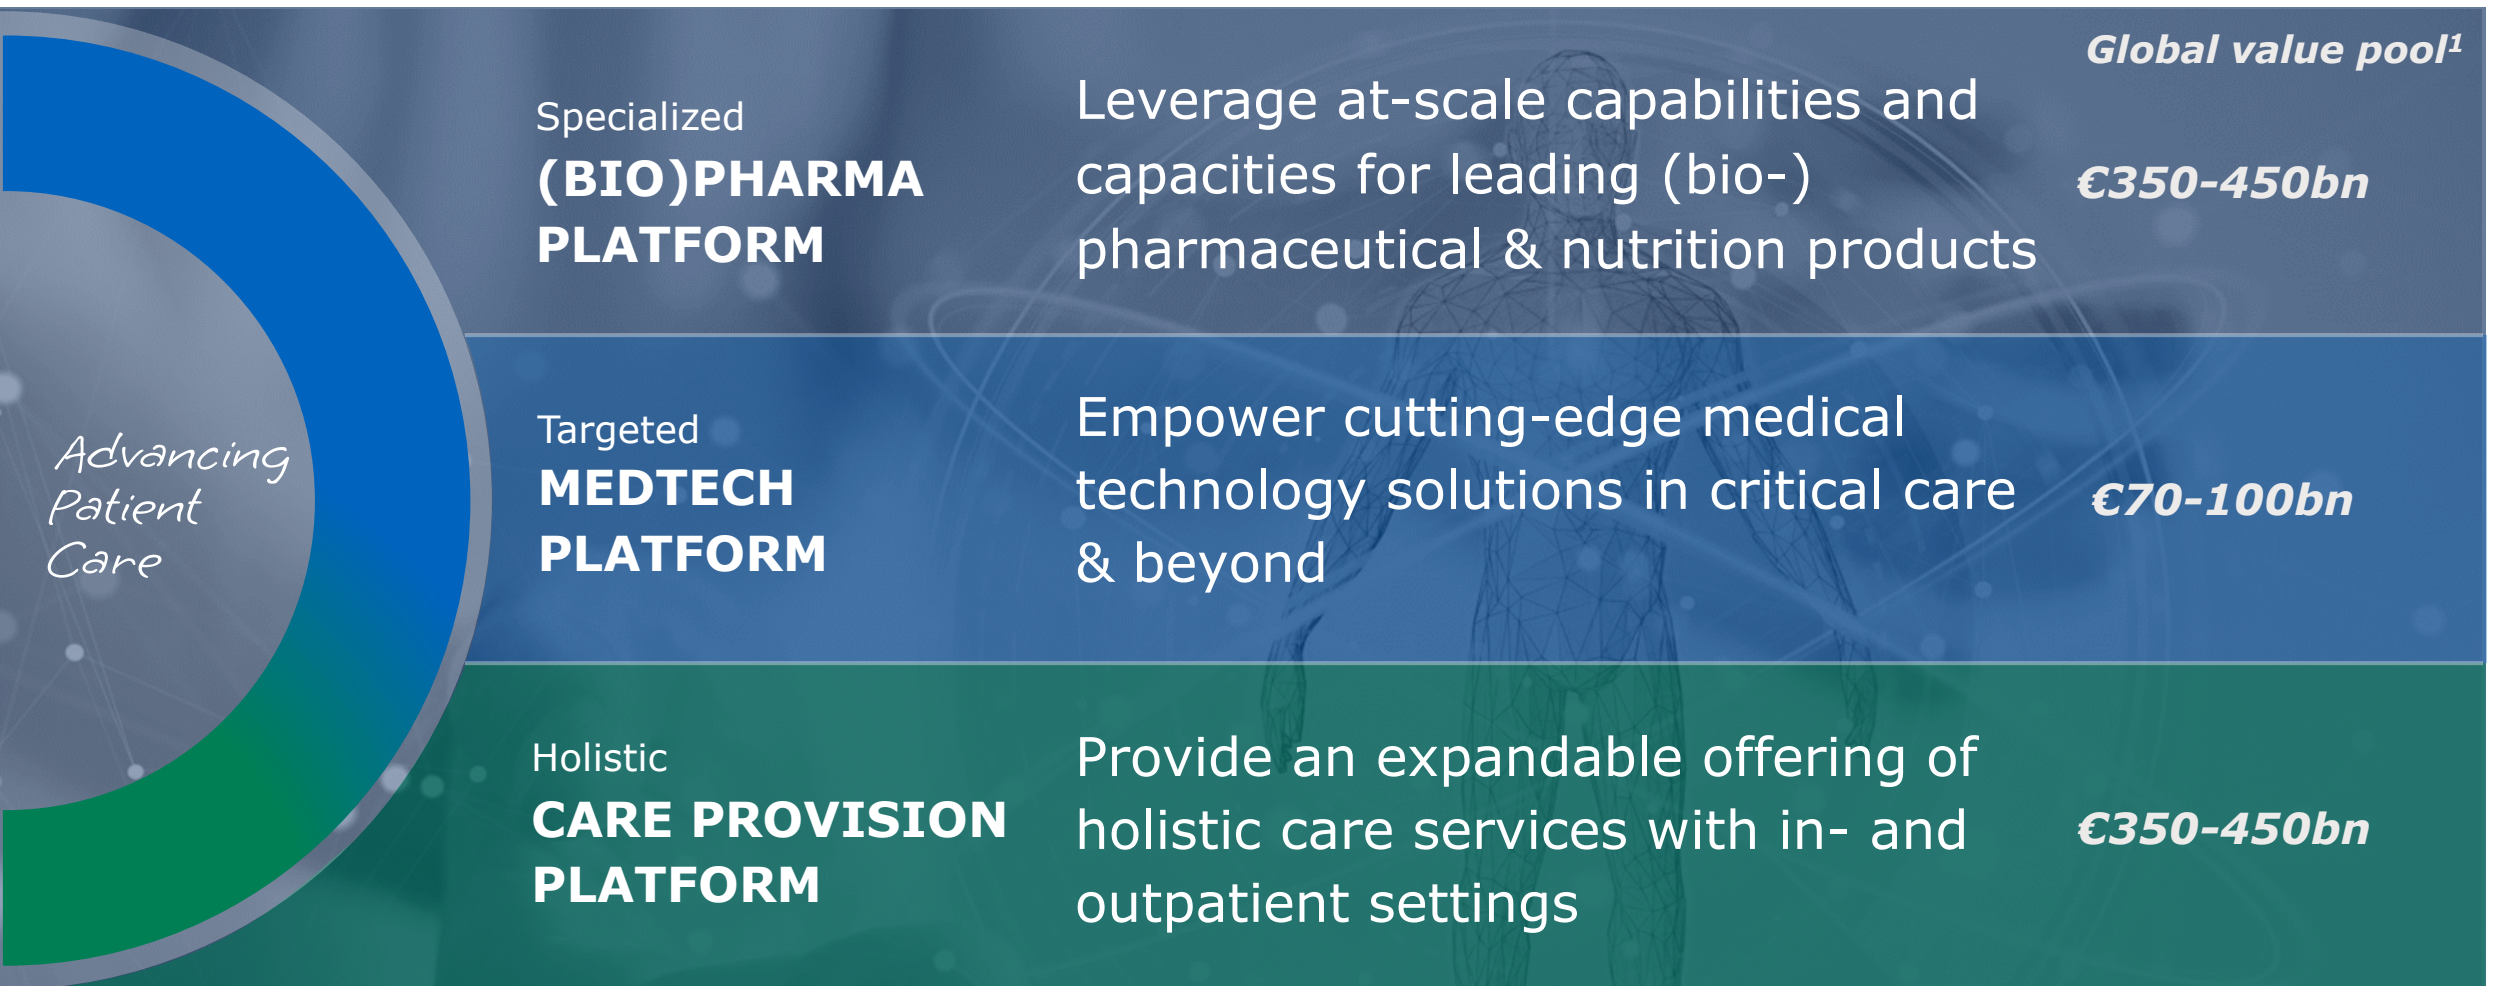 Global value pool¹
Advancing
Patient
Care
Specialized
(BIO)PHARMA
PLATFORM
Leverage at-scale capabilities and
capacities for leading (bio-)
pharmaceutical & nutrition products
€350-450bn
Targeted
MEDTECH
PLATFORM
Empower cutting-edge medical
technology solutions in critical care
& beyond
€70-100bn
Holistic
CARE PROVISION
PLATFORM
Provide an expandable offering of
holistic care services with in- and
outpatient settings
€350-450bn